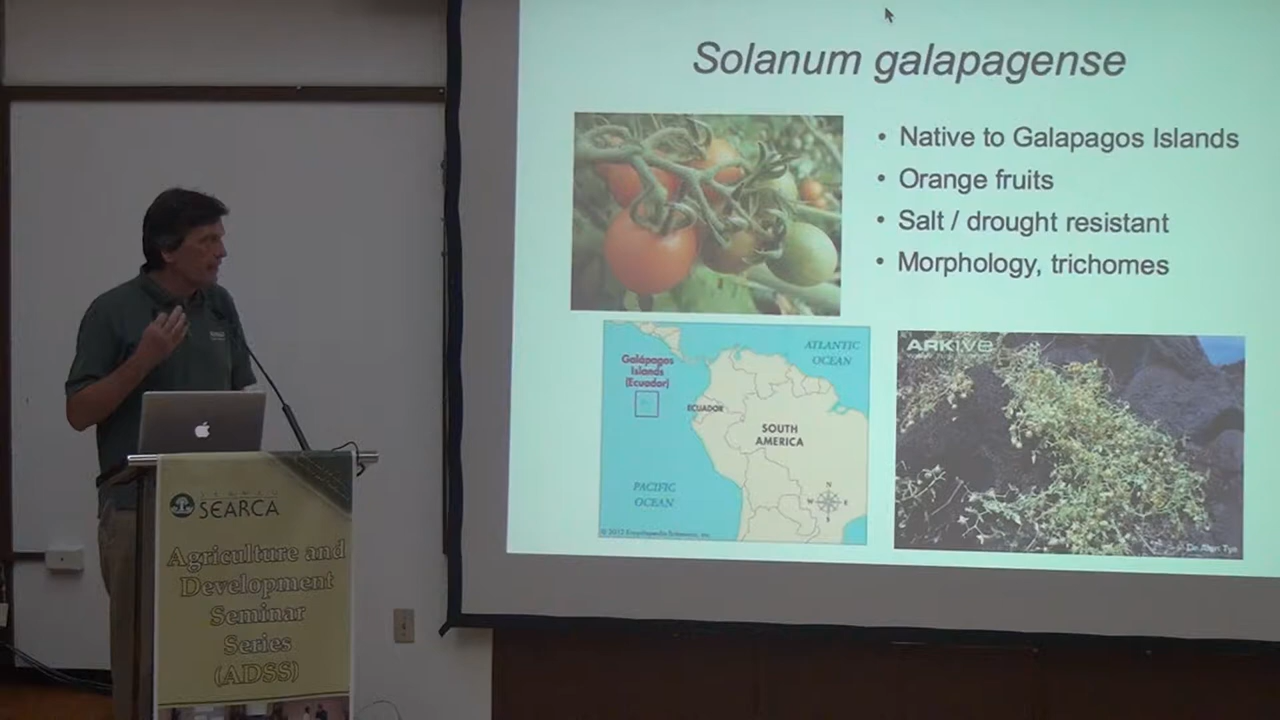 Solanum galapagense
• Native to Galapagos Islands
• Orange fruits
• Salt / drought resistant
• Morphology, trichomes
Galápagos
Islands
(Ecuador)
ATLANTIC
OCEAN
ECUADOR
SOUTH
AMERICA
PACIFIC
OCEAN
N
W
E
S
ARKIVE
SEARCA
Agriculture and
Development
Seminar
Series
(ADSS)